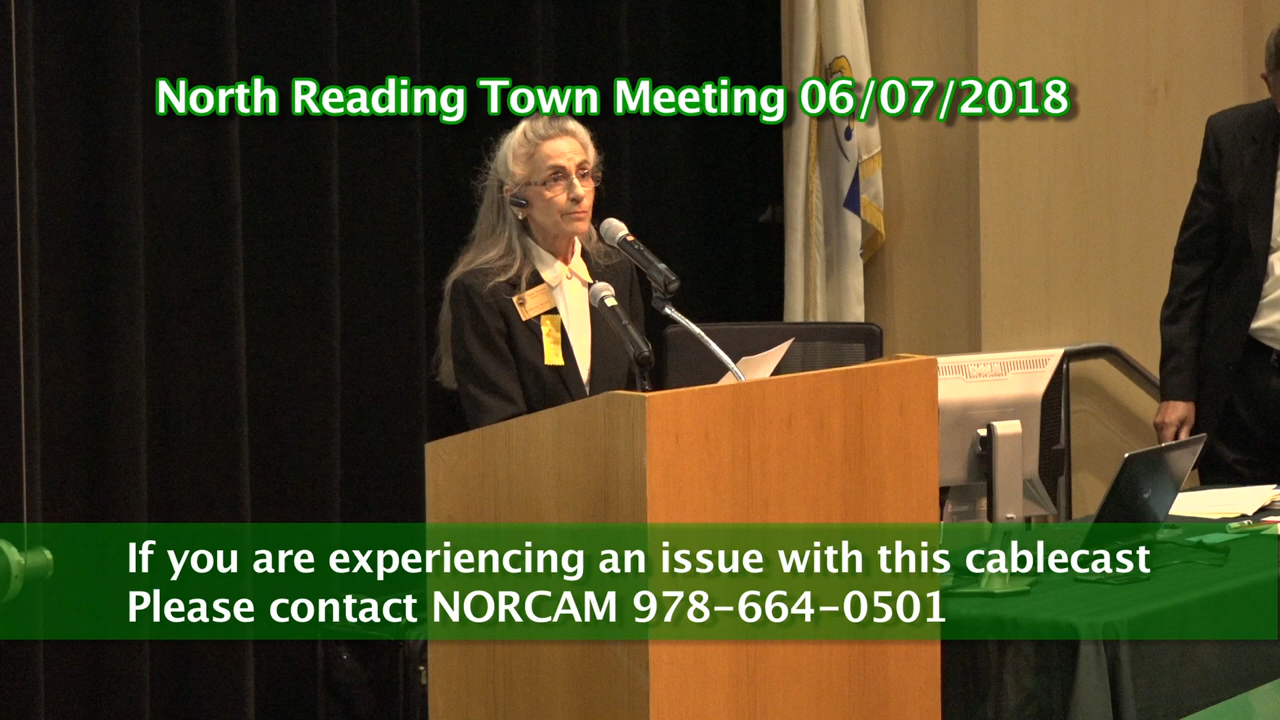 North Reading Town Meeting 06/07/2018
If you are experiencing an issue with this cablecast
Please contact NORCAM 978-664-0501